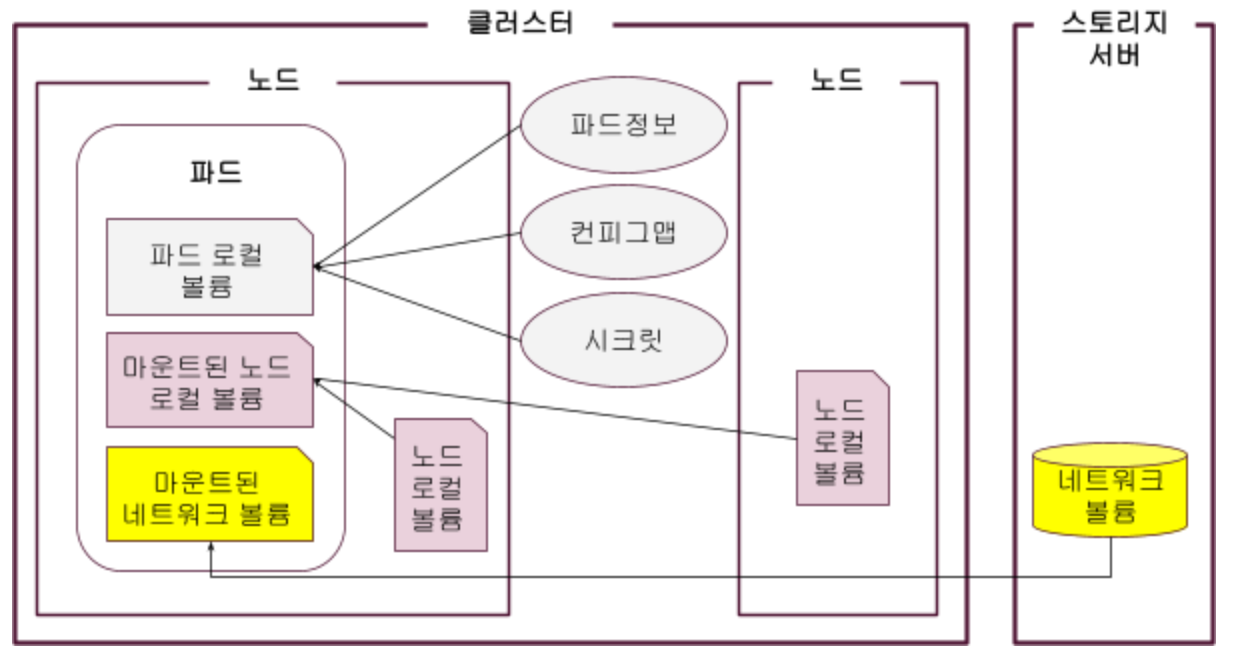 클러스터
스토리지
서버
노드
노드
파드
파드정보
컨피그맵
시크릿
파드 로컬
볼륨
마운트된 노드
로컬 볼륨
마운트된
네트워크 볼륨
노드
로컬
볼륨
노드
로컬
볼륨
네트워크
볼륨